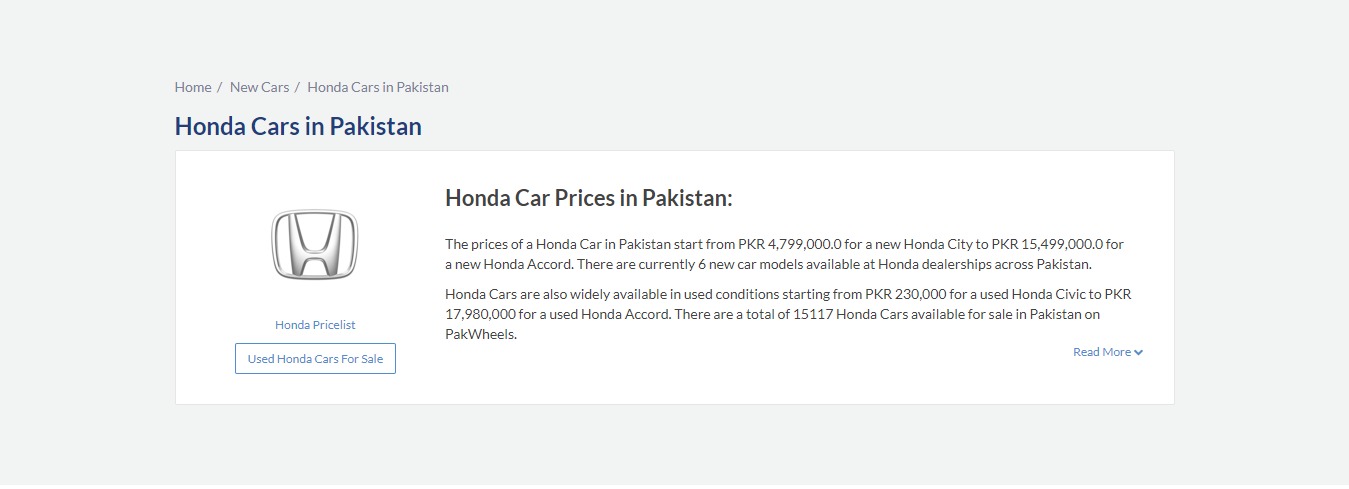 Home / New Cars / Honda Cars in Pakistan
Honda Cars in Pakistan
Honda Car Prices in Pakistan:
The prices of a Honda Car in Pakistan start from PKR 4,799,000.0 for a new Honda City to PKR 15,499,000.0 for
a new Honda Accord. There are currently 6 new car models available at Honda dealerships across Pakistan.
Honda Cars are also widely available in used conditions starting from PKR 230,000 for a used Honda Civic to PKR
17,980,000 for a used Honda Accord. There are a total of 15117 Honda Cars available for sale in Pakistan on
PakWheels.
Read More
Honda Pricelist
Used Honda Cars For Sale